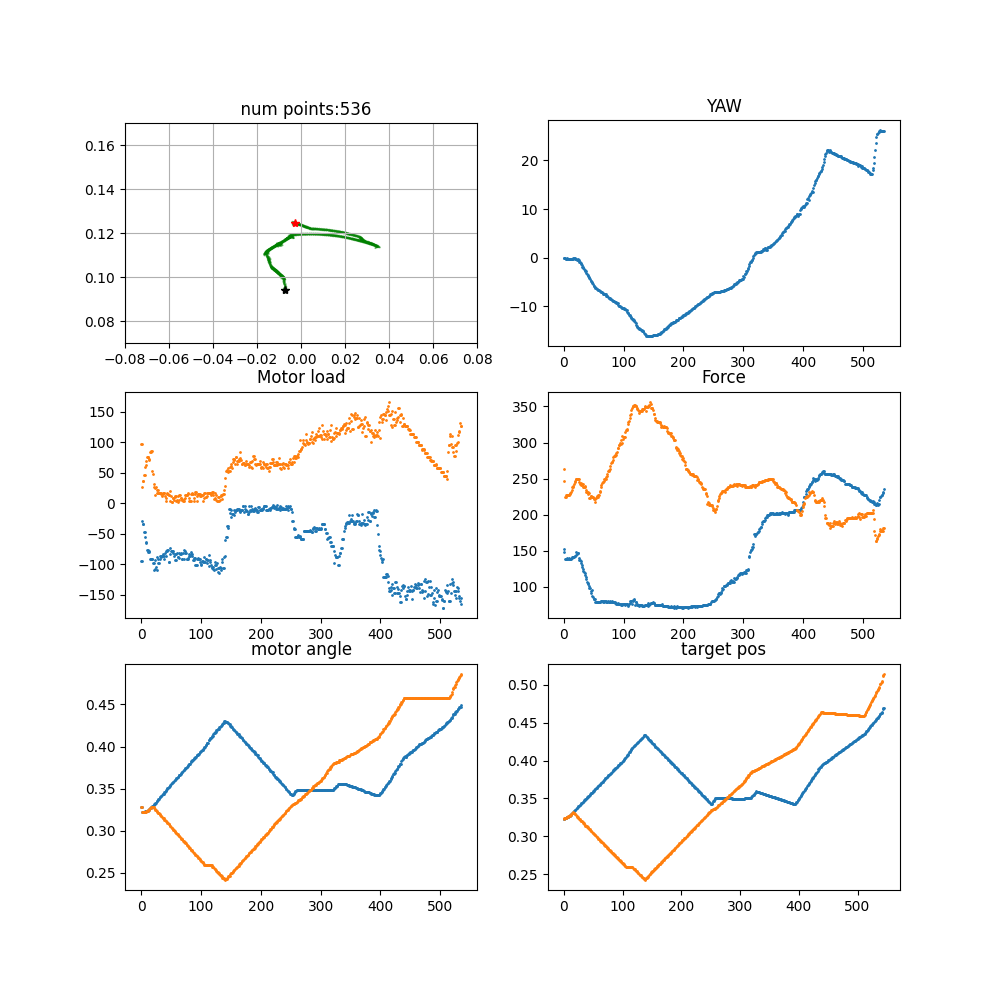 num points:536
0.16
0.14
0.12
0.10
0.08
−0.08 −0.06 −0.04 −0.02 0.00 0.02 0.04 0.06 0.08
YAW
20
10
0
−10
0 100 200 300 400 500
Motor load
150
100
50
0
−50
−100
−150
0 100 200 300 400 500
Force
350
300
250
200
150
100
0 100 200 300 400 500
motor angle
0.45
0.40
0.35
0.30
0.25
0 100 200 300 400 500
target pos
0.50
0.45
0.40
0.35
0.30
0.25
0 100 200 300 400 500